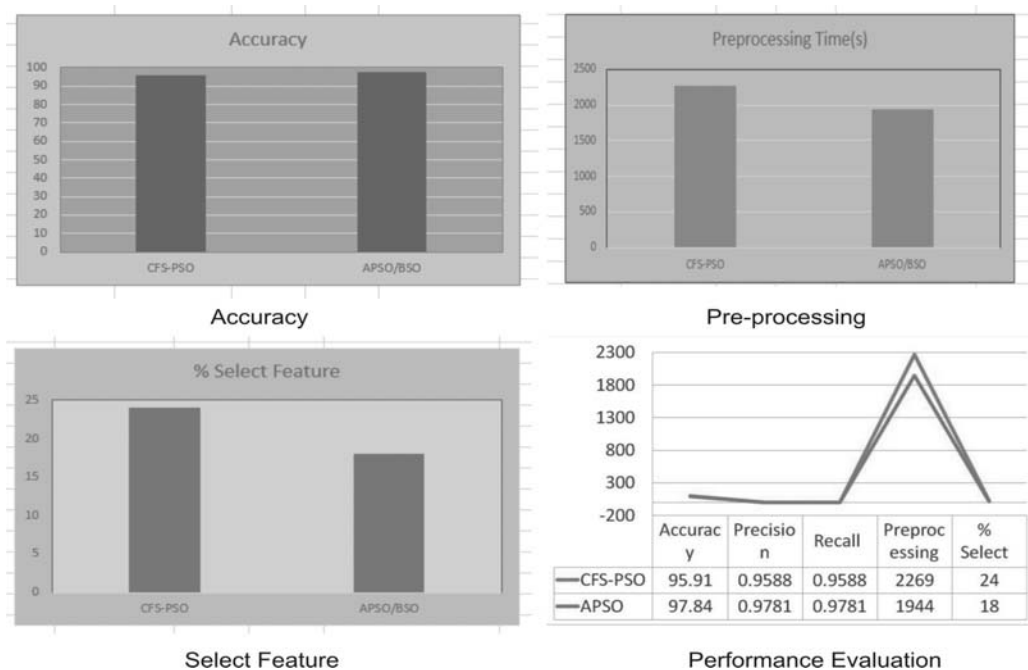 Accuracy
100
90
80
70
60
50
40
30
20
10
0
CFS-PSO APSO/BSO
Accuracy
Preprocessing Time(s)
2500
2000
1500
1000
500
0
CFS-PSO APSO/BSO
Pre-processing
% Select Feature
25
20
15
10
5
0
CFS-PSO APSO/BSO
Select Feature
2300
1800
1300
800
300
-200
Accurac Precisio Recall Preproc %
y n essing Select
CFS-PSO 95.91 0.9588 0.9588 2269 24
APSO 97.84 0.9781 0.9781 1944 18
Performance Evaluation